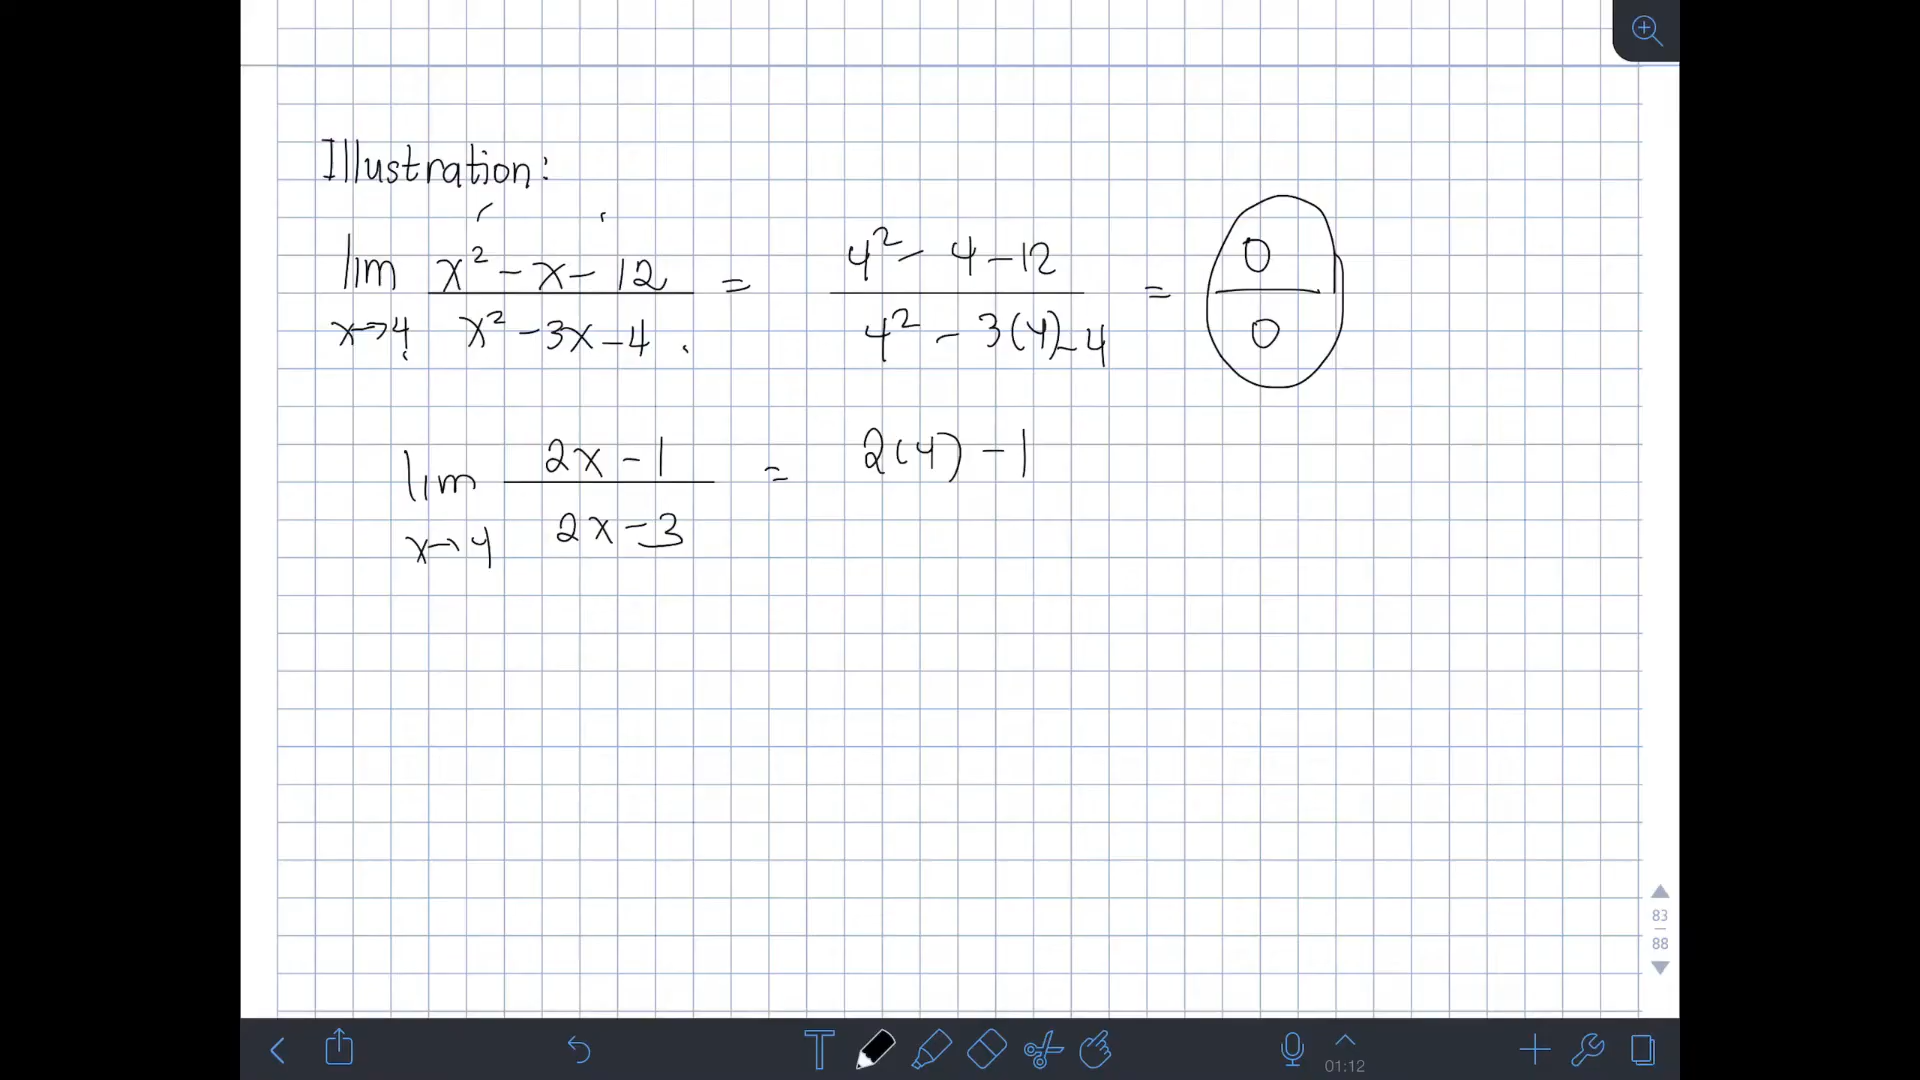 Illustration:
lim x→4 (x² - x - 12)/(x² - 3x - 4) = (4² - 4 - 12)/(4² - 3(4) - 4) = 0/0
lim x→4 (2x - 1)/(2x - 3) = 2(4) - 1
83
88
T
01:12